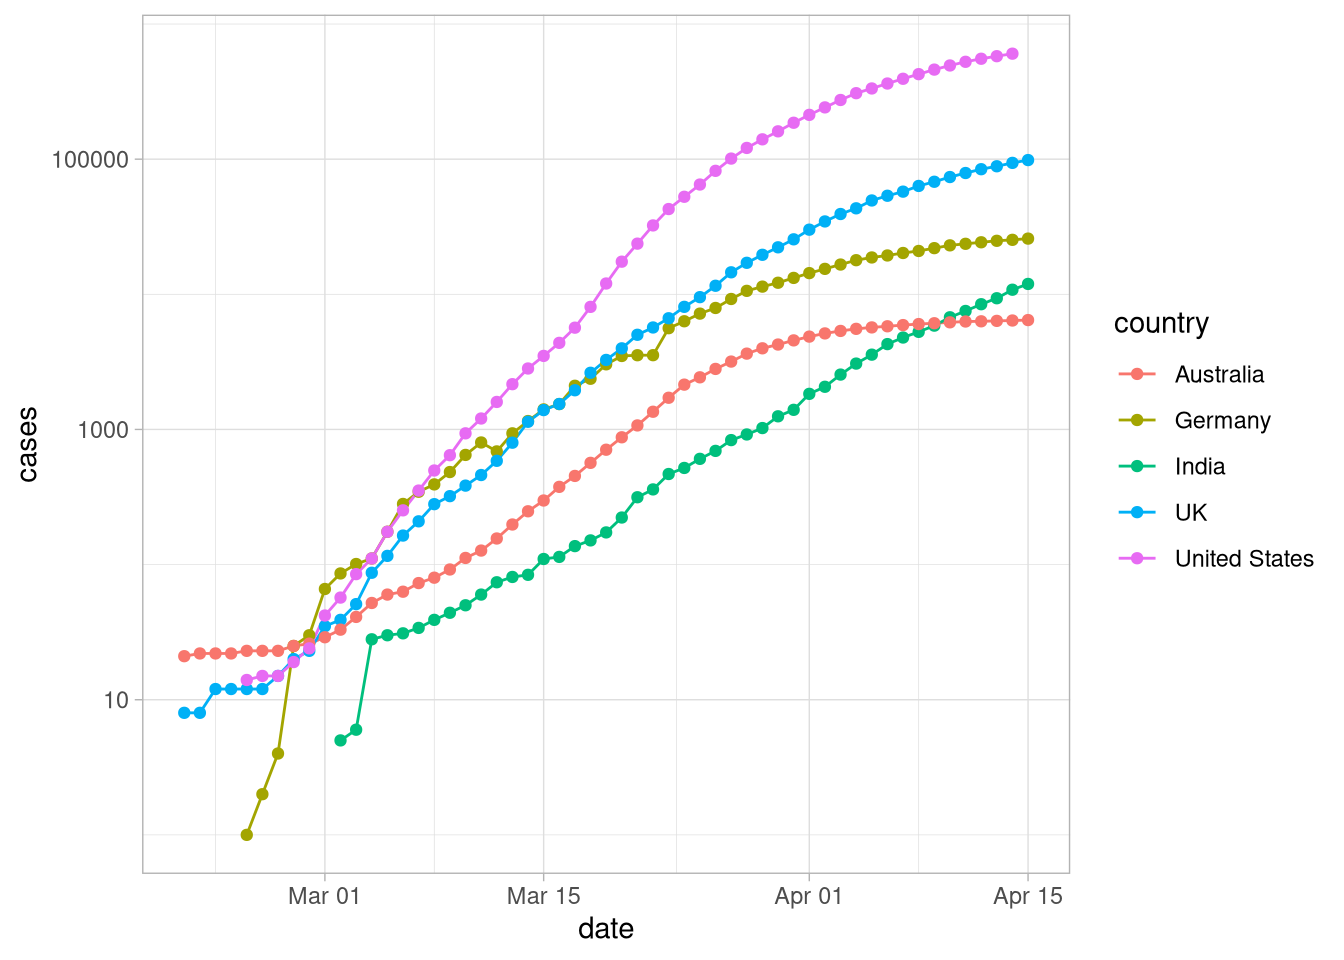 cases
100000
1000
10
Mar 01
Mar 15
Apr 01
Apr 15
date
country
Australia
Germany
India
UK
United States